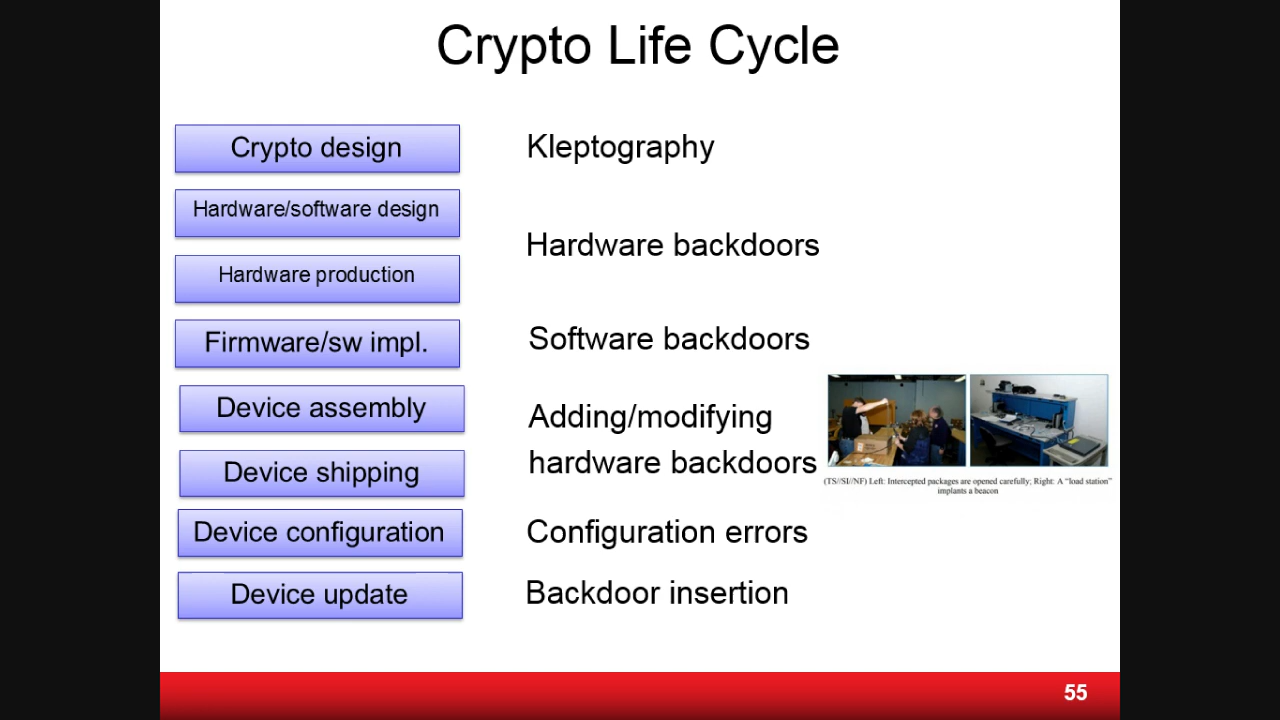 Crypto Life Cycle
Crypto design
Kleptography
Hardware/software design
Hardware backdoors
Hardware production
Firmware/sw impl.
Software backdoors
Device assembly
Adding/modifying
hardware backdoors
Device shipping
(TS//SI//NF) Left: Intercepted packages are opened carefully; Right: A “load station”
implants a beacon
Device configuration
Configuration errors
Device update
Backdoor insertion
55